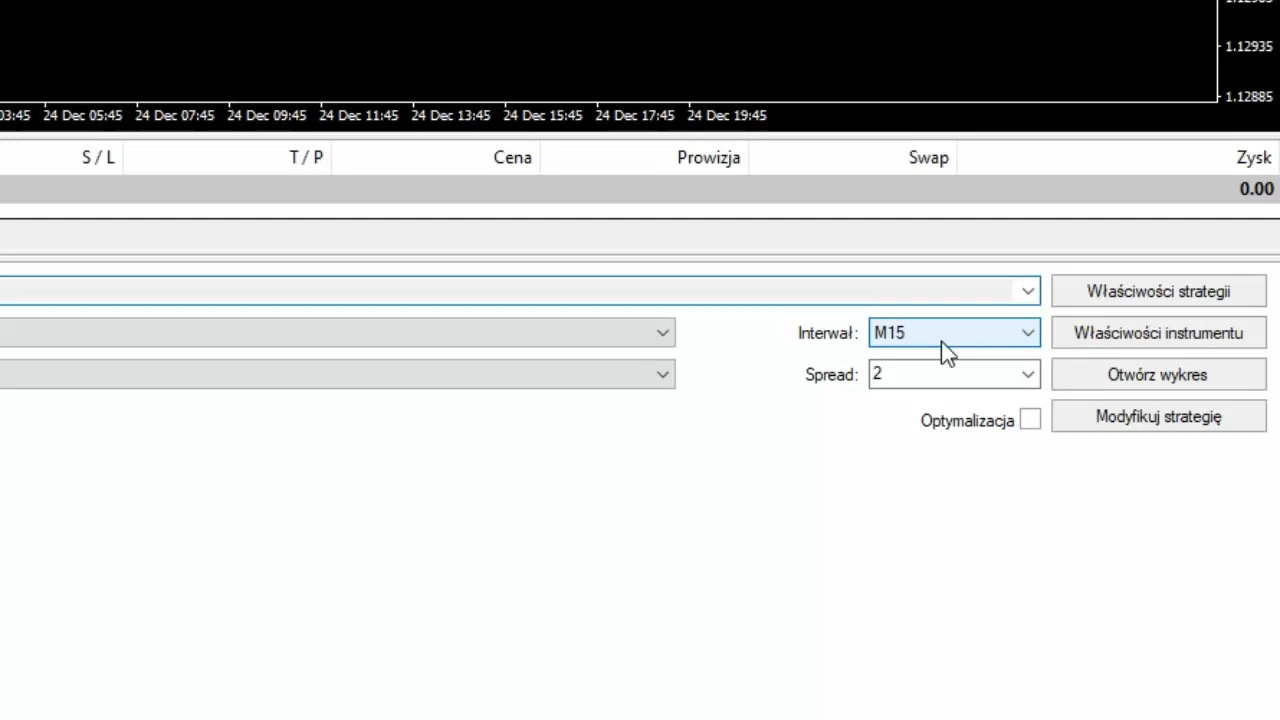 1.12935
1.12885
03:45 24 Dec 05:45 24 Dec 07:45 24 Dec 09:45 24 Dec 11:45 24 Dec 13:45 24 Dec 15:45 24 Dec 17:45 24 Dec 19:45
S / L T / P Cena Prowizja Swap Zysk
0.00
Właściwości strategii
Interwał: M15 Właściwości instrumentu
Spread: 2 Otwórz wykres
Optymalizacja Modyfikuj strategię